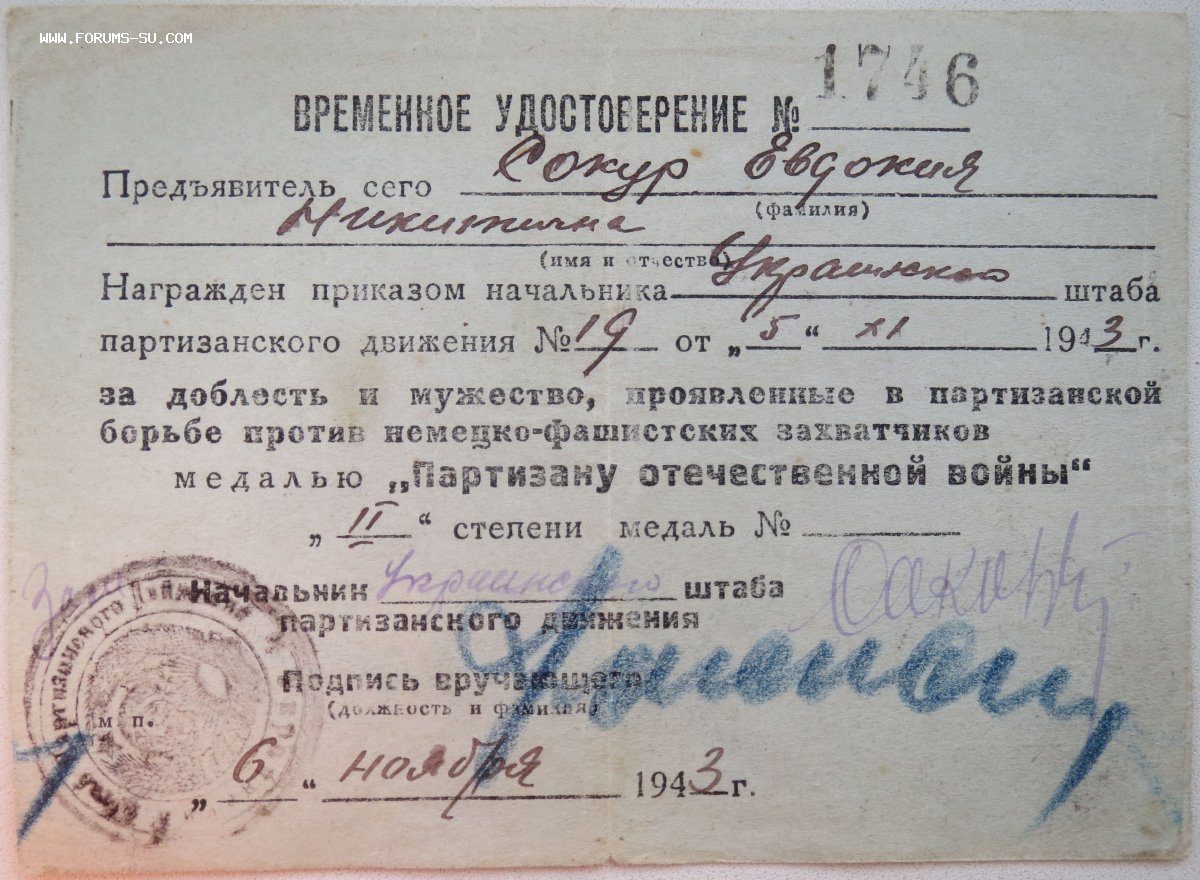 WWW.FORUMS-SU.COM
1746
ВРЕМЕННОЕ УДОСТОВЕРЕНИЕ №
Предъявитель сего Сокур Евдокия
(фамилия)
Никитична
(имя и отчество)
Награжден приказом начальника Украинского штаба
партизанского движения № 19 от „5“ XI 1943 г.
за доблесть и мужество, проявленные в партизанской
борьбе против немецко-фашистских захватчиков
медалью „Партизану отечественной войны“
„II“ степени медаль №
Зам Начальник Украинского штаба
партизанского движения
Подпись вручающего
(должность и фамилия)
м. п.
„6“ ноября 1943 г.
Партизанского Движения